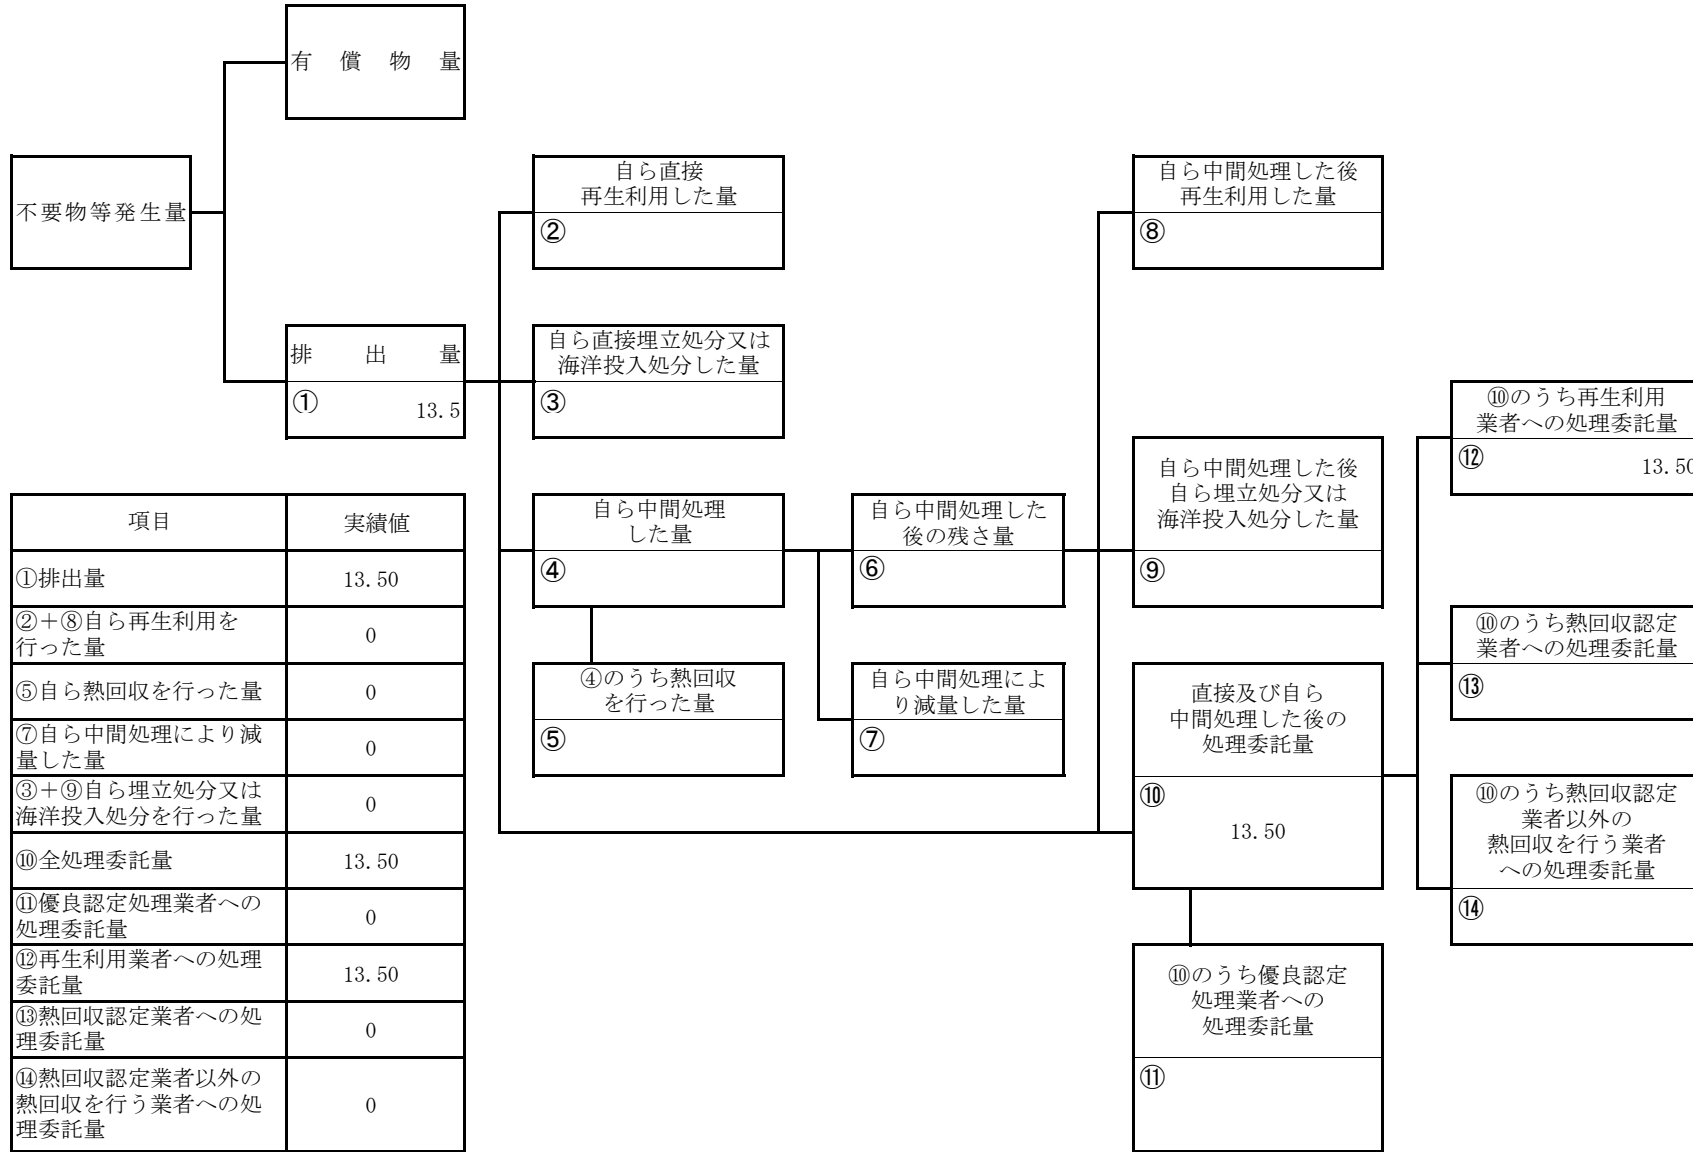 有償物量
不要物等発生量
自ら直接
再生利用した量
②
自ら中間処理した後
再生利用した量
⑧
排出量
①
13.5
自ら直接埋立処分又は
海洋投入処分した量
③
⑩のうち再生利用
業者への処理委託量
⑫
13.50
自ら中間処理
した量
④
自ら中間処理した
後の残さ量
⑥
自ら中間処理した後
自ら埋立処分又は
海洋投入処分した量
⑨
④のうち熱回収
を行った量
⑤
自ら中間処理によ
り減量した量
⑦
直接及び自ら
中間処理した後の
処理委託量
⑩
13.50
⑩のうち熱回収認定
業者への処理委託量
⑬
⑩のうち熱回収認定
業者以外の
熱回収を行う業者
への処理委託量
⑭
⑩のうち優良認定
処理業者への
処理委託量
⑪
項目 実績値
①排出量 13.50
②＋⑧自ら再生利用を
行った量 0
⑤自ら熱回収を行った量 0
⑦自ら中間処理により減
量した量 0
③＋⑨自ら埋立処分又は
海洋投入処分を行った量 0
⑩全処理委託量 13.50
⑪優良認定処理業者への
処理委託量 0
⑫再生利用業者への処理
委託量 13.50
⑬熱回収認定業者への処
理委託量 0
⑭熱回収認定業者以外の
熱回収を行う業者への処
理委託量 0